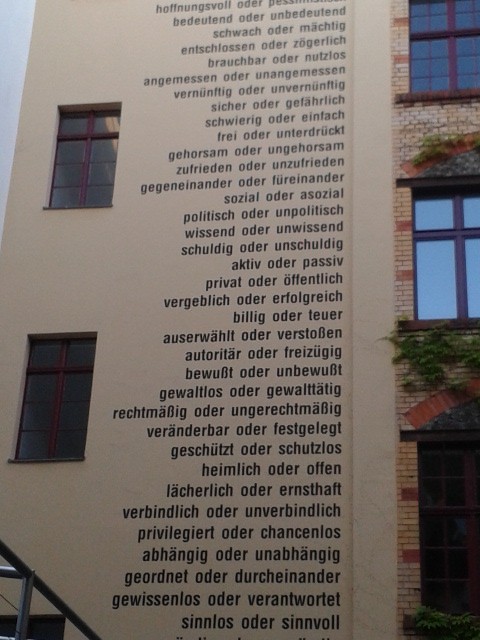 hoffnungsvoll oder
bedeutend oder unbedeutend
schwach oder mächtig
entschlossen oder zögerlich
brauchbar oder nutzlos
angemessen oder unangemessen
vernünftig oder unvernünftig
sicher oder gefährlich
schwierig oder einfach
frei oder unterdrückt
gehorsam oder ungehorsam
zufrieden oder unzufrieden
gegeneinander oder füreinander
sozial oder asozial
politisch oder unpolitisch
wissend oder unwissend
schuldig oder unschuldig
aktiv oder passiv
privat oder öffentlich
vergeblich oder erfolgreich
billig oder teuer
auserwählt oder verstoßen
autoritär oder freizügig
bewußt oder unbewußt
gewaltlos oder gewalttätig
rechtmäßig oder ungerechtmäßig
veränderbar oder festgelegt
geschützt oder schutzlos
heimlich oder offen
lächerlich oder ernsthaft
verbindlich oder unverbindlich
privilegiert oder chancenlos
abhängig oder unabhängig
geordnet oder durcheinander
gewissenlos oder verantwortet
sinnlos oder sinnvoll